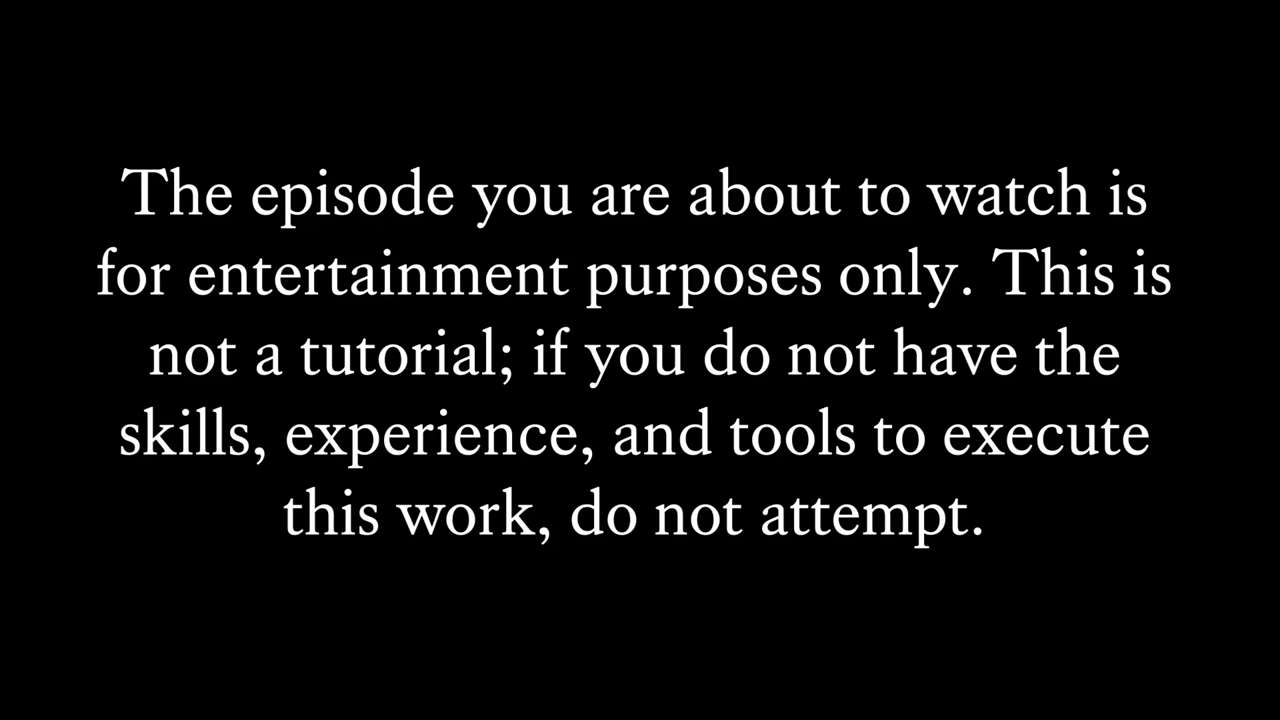 The episode you are about to watch is
for entertainment purposes only. This is
not a tutorial; if you do not have the
skills, experience, and tools to execute
this work, do not attempt.